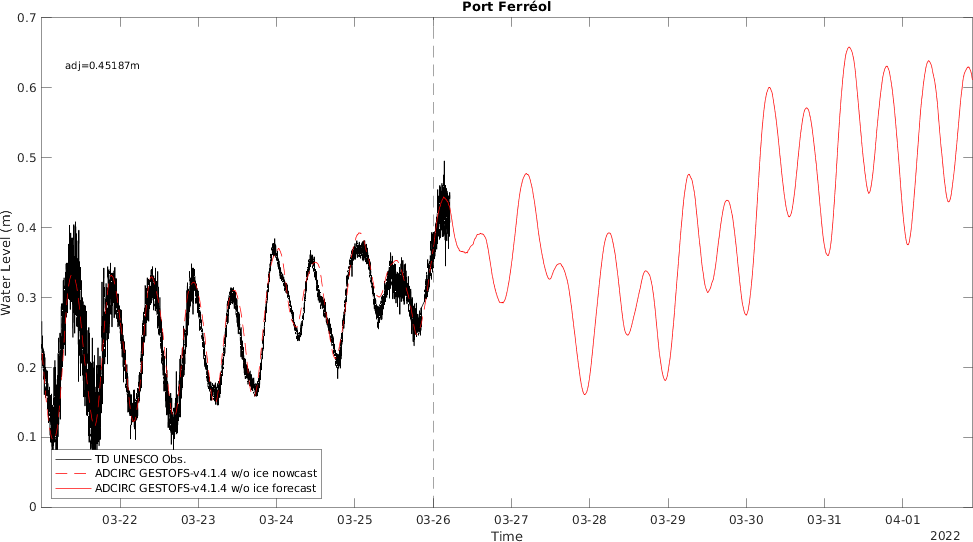 Port Ferréol
0.7
0.6
0.5
0.4
0.3
0.2
0.1
0
Water Level (m)
adj=0.45187m
TD UNESCO Obs.
ADCIRC GESTOFS-v4.1.4 w/o ice nowcast
ADCIRC GESTOFS-v4.1.4 w/o ice forecast
03-22 03-23 03-24 03-25 03-26 03-27 03-28 03-29 03-30 03-31 04-01
Time
2022